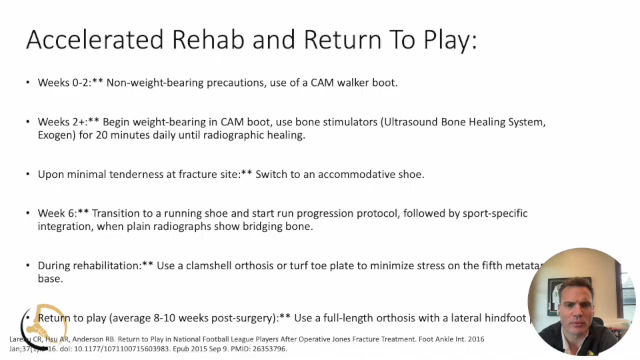 Accelerated Rehab and Return To Play:
• Weeks 0-2:** Non-weight-bearing precautions, use of a CAM walker boot.
• Weeks 2+:** Begin weight-bearing in CAM boot, use bone stimulators (Ultrasound Bone Healing System,
Exogen) for 20 minutes daily until radiographic healing.
• Upon minimal tenderness at fracture site:** Switch to an accommodative shoe.
• Week 6:** Transition to a running shoe and start run progression protocol, followed by sport-specific
integration, when plain radiographs show bridging bone.
• During rehabilitation:** Use a clamshell orthosis or turf toe plate to minimize stress on the fifth metatar
base.
• Return to play (average 8-10 weeks post-surgery):** Use a full-length orthosis with a lateral hindfoot
CR, Hsu AR, Anderson RB. Return to Play in National Football League Players After Operative Jones Fracture Treatment. Foot Ankle Int. 2016
doi: 10.1177/1071100715603983. Epub 2015 Sep 9. PMID: 26353796.